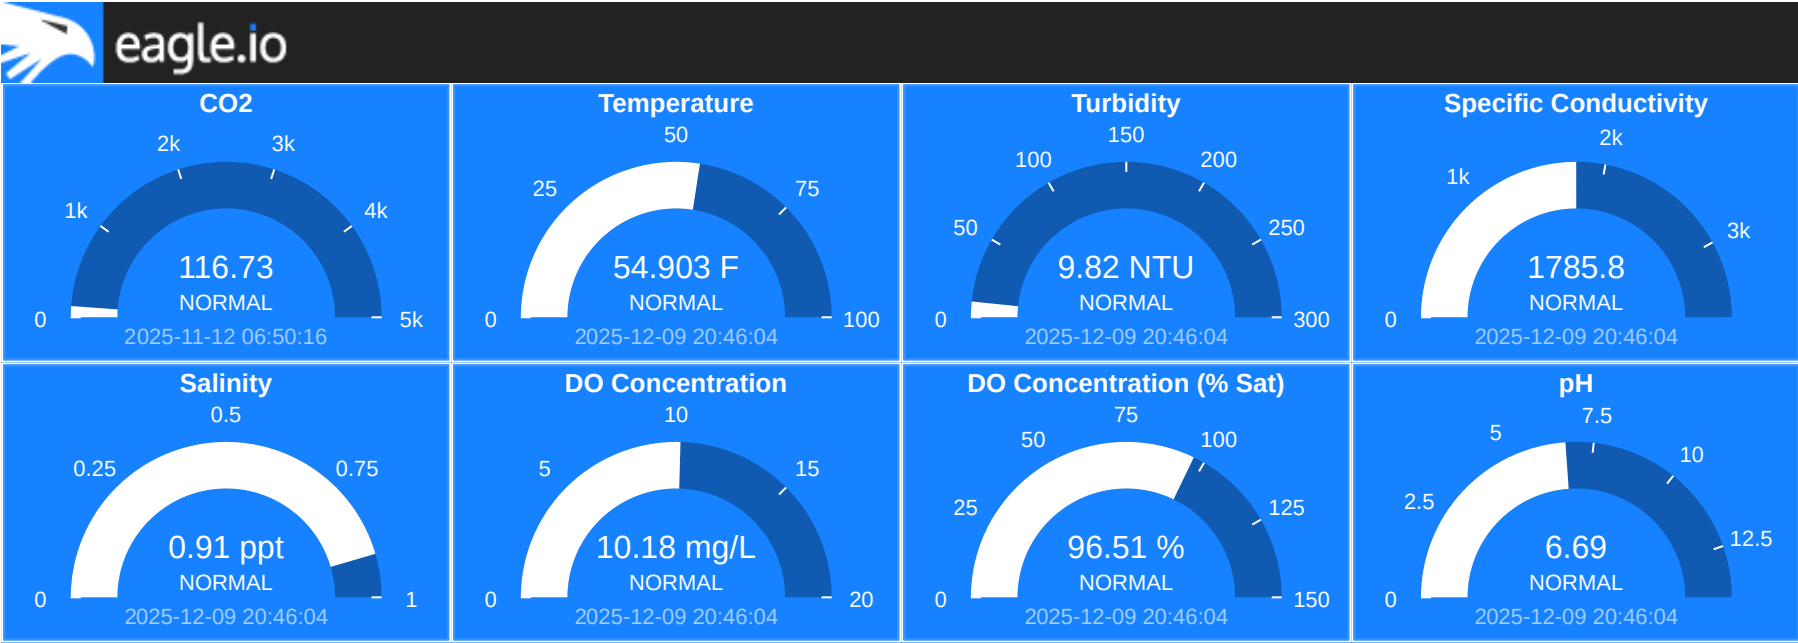 eagle.io
CO2
0
1k
2k
3k
4k
5k
116.73
NORMAL
2025-11-12 06:50:16
Temperature
0
25
50
75
100
54.903 F
NORMAL
2025-12-09 20:46:04
Turbidity
0
50
100
150
200
250
300
9.82 NTU
NORMAL
2025-12-09 20:46:04
Specific Conductivity
0
1k
2k
3k
1785.8
NORMAL
2025-12-09 20:46:04
Salinity
0
0.25
0.5
0.75
1
0.91 ppt
NORMAL
2025-12-09 20:46:04
DO Concentration
0
5
10
15
20
10.18 mg/L
NORMAL
2025-12-09 20:46:04
DO Concentration (% Sat)
0
25
50
75
100
125
150
96.51 %
NORMAL
2025-12-09 20:46:04
pH
0
2.5
5
7.5
10
12.5
6.69
NORMAL
2025-12-09 20:46:04